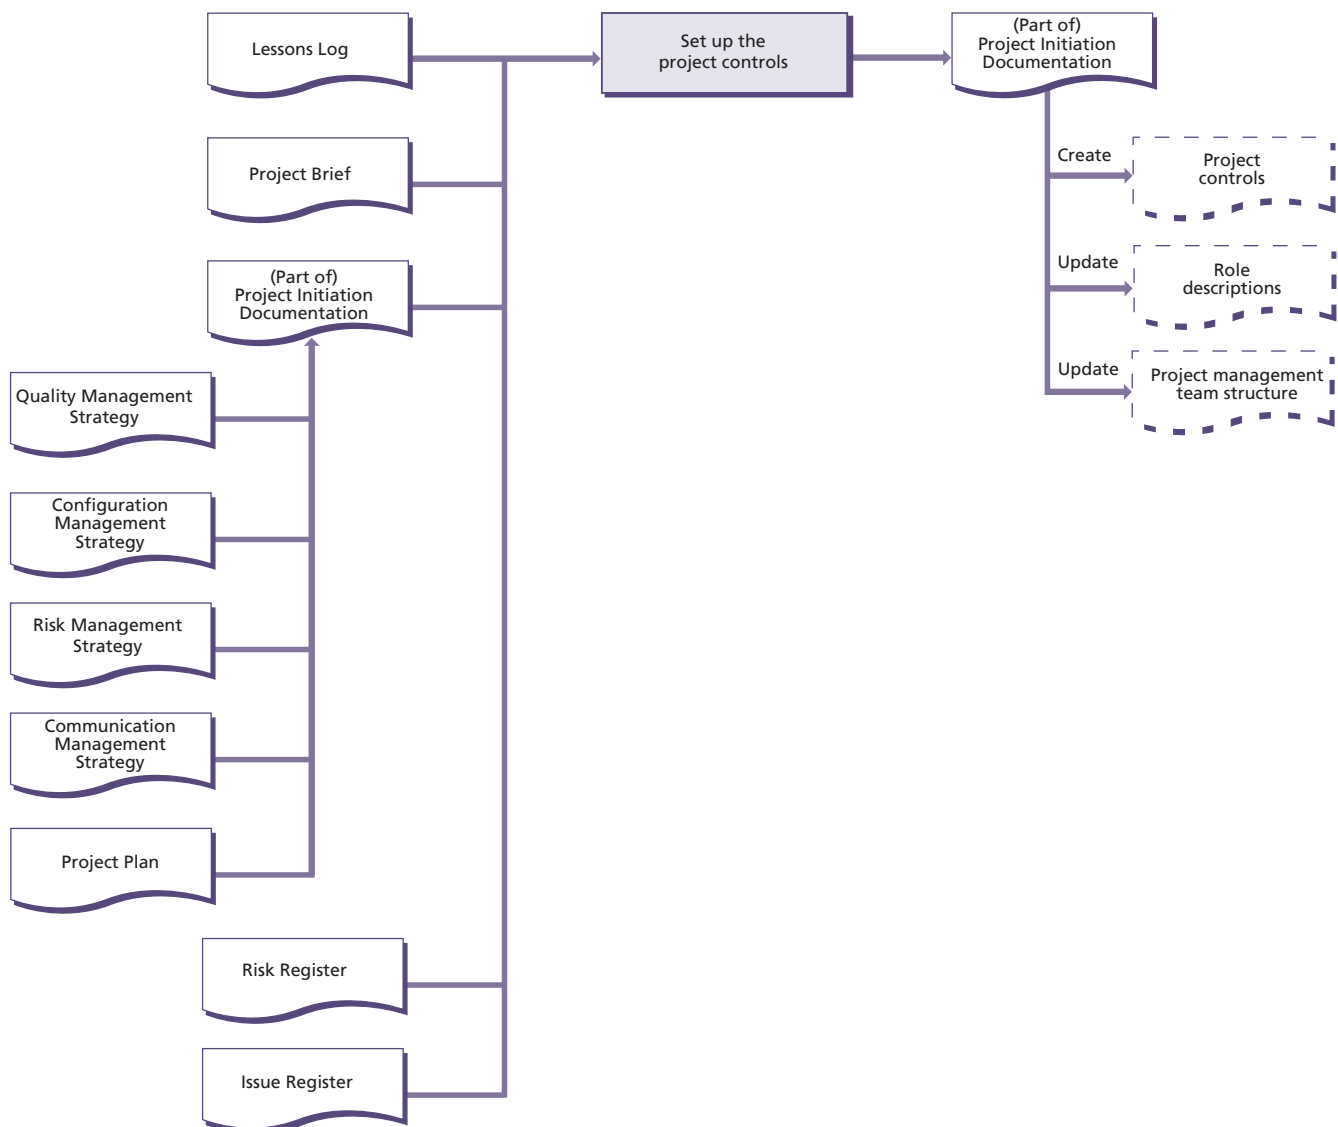 Lessons Log
Set up the
project controls
(Part of)
Project Initiation
Documentation
Project Brief
Create
Project
controls
(Part of)
Project Initiation
Documentation
Update
Role
descriptions
Update
Project management
team structure
Quality Management
Strategy
Configuration
Management
Strategy
Risk Management
Strategy
Communication
Management
Strategy
Project Plan
Risk Register
Issue Register